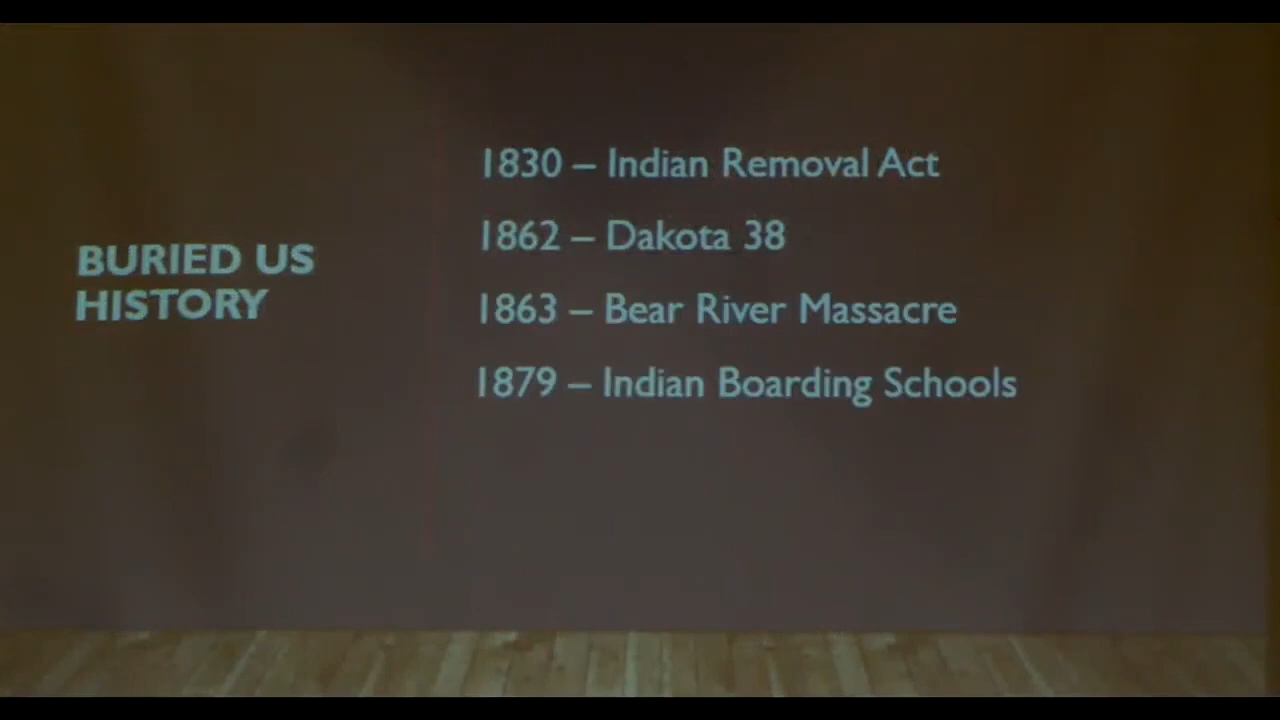 BURIED US
HISTORY
1830 – Indian Removal Act
1862 – Dakota 38
1863 – Bear River Massacre
1879 – Indian Boarding Schools